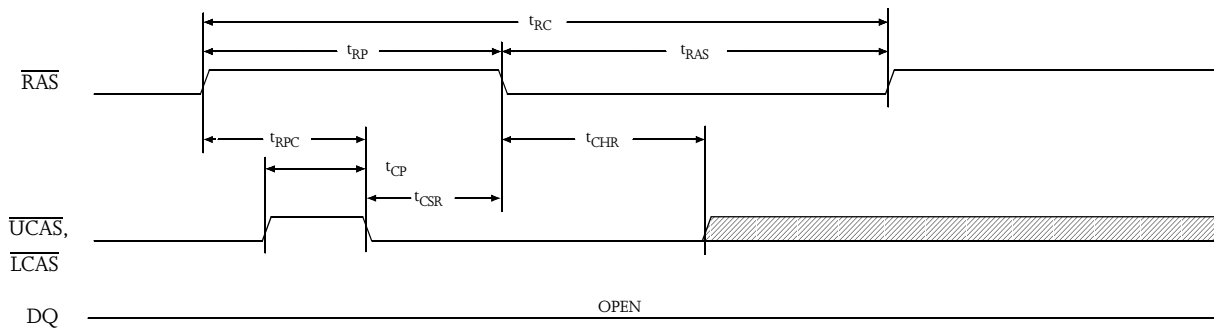 tRC
tRP
tRAS
RAS
tRPC
tCHR
tCP
tCSR
UCAS,
LCAS
OPEN
DQ